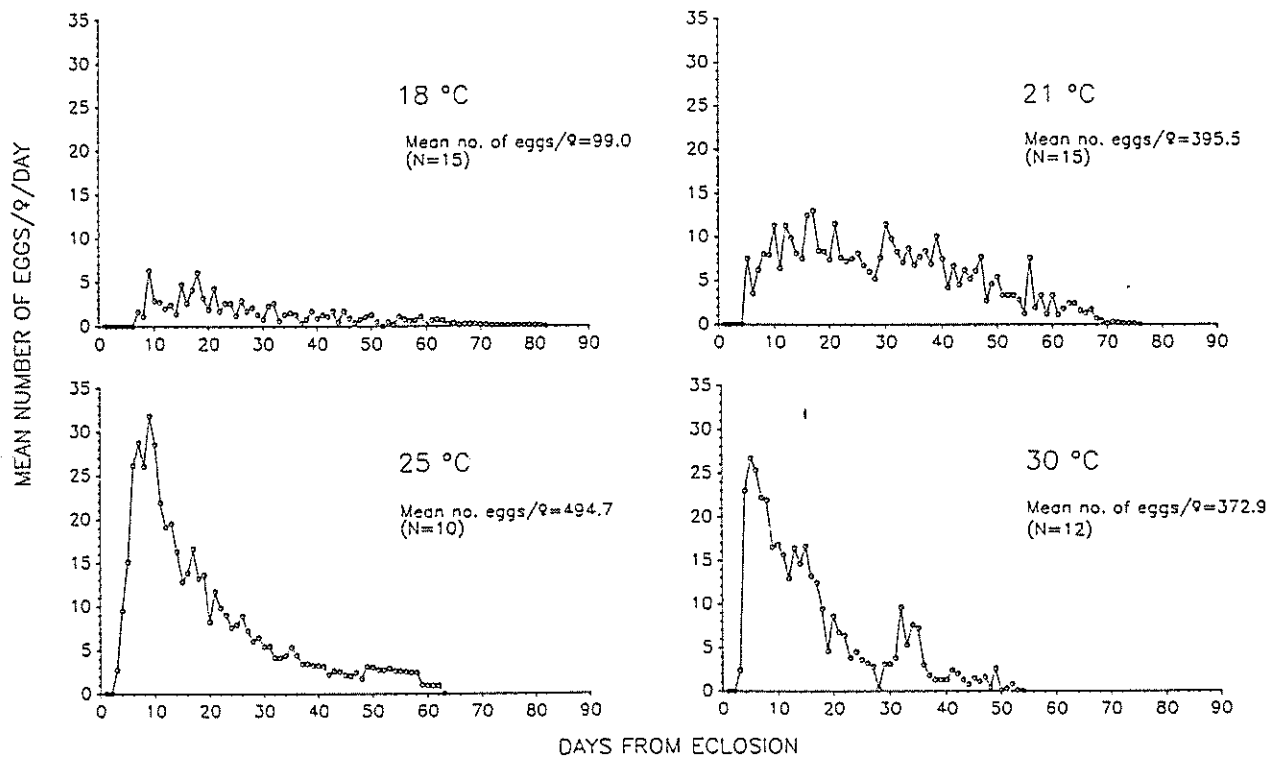 MEAN NUMBER OF EGGS/♀/DAY
35
30
25
20
15
10
5
0
0 10 20 30 40 50 60 70 80 90
18 °C
Mean no. of eggs/♀=99.0
(N=15)
35
30
25
20
15
10
5
0
0 10 20 30 40 50 60 70 80 90
21 °C
Mean no. eggs/♀=395.5
(N=15)
35
30
25
20
15
10
5
0
0 10 20 30 40 50 60 70 80 90
25 °C
Mean no. eggs/♀=494.7
(N=10)
35
30
25
20
15
10
5
0
0 10 20 30 40 50 60 70 80 90
30 °C
Mean no. of eggs/♀=372.9
(N=12)
DAYS FROM ECLOSION